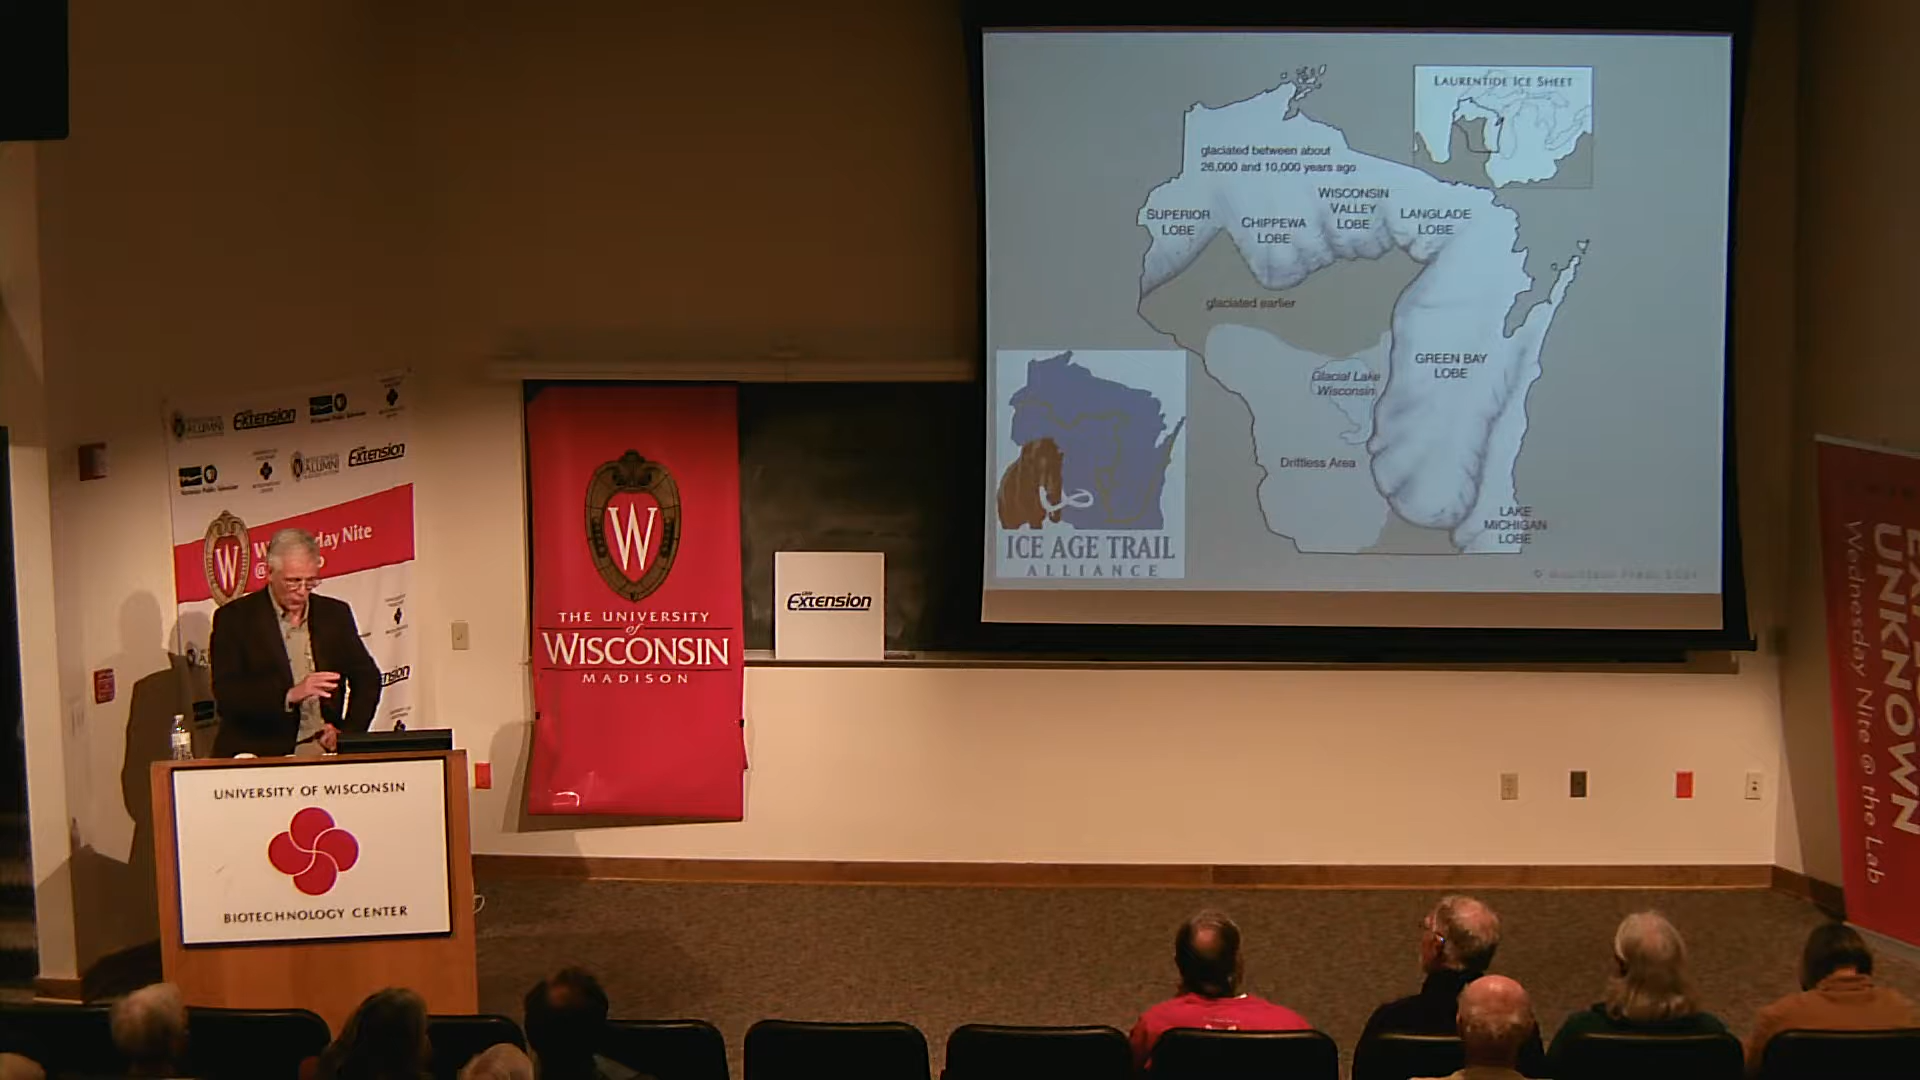 LAURENTIDE ICE SHEET
glaciated between about
26,000 and 10,000 years ago
SUPERIOR
LOBE
CHIPPEWA
LOBE
WISCONSIN
VALLEY
LOBE
LANGLADE
LOBE
glaciated earlier
GREEN BAY
LOBE
Glacial Lake
Wisconsin
Driftless Area
LAKE
MICHIGAN
LOBE
ICE AGE TRAIL
ALLIANCE
Extension
ALUMNI
Extension
W
day Nite
@
W
THE UNIVERSITY
of
WISCONSIN
MADISON
Extension
UNIVERSITY OF WISCONSIN
BIOTECHNOLOGY CENTER
UNKNOWN
Wednesday Nite @ the Lab